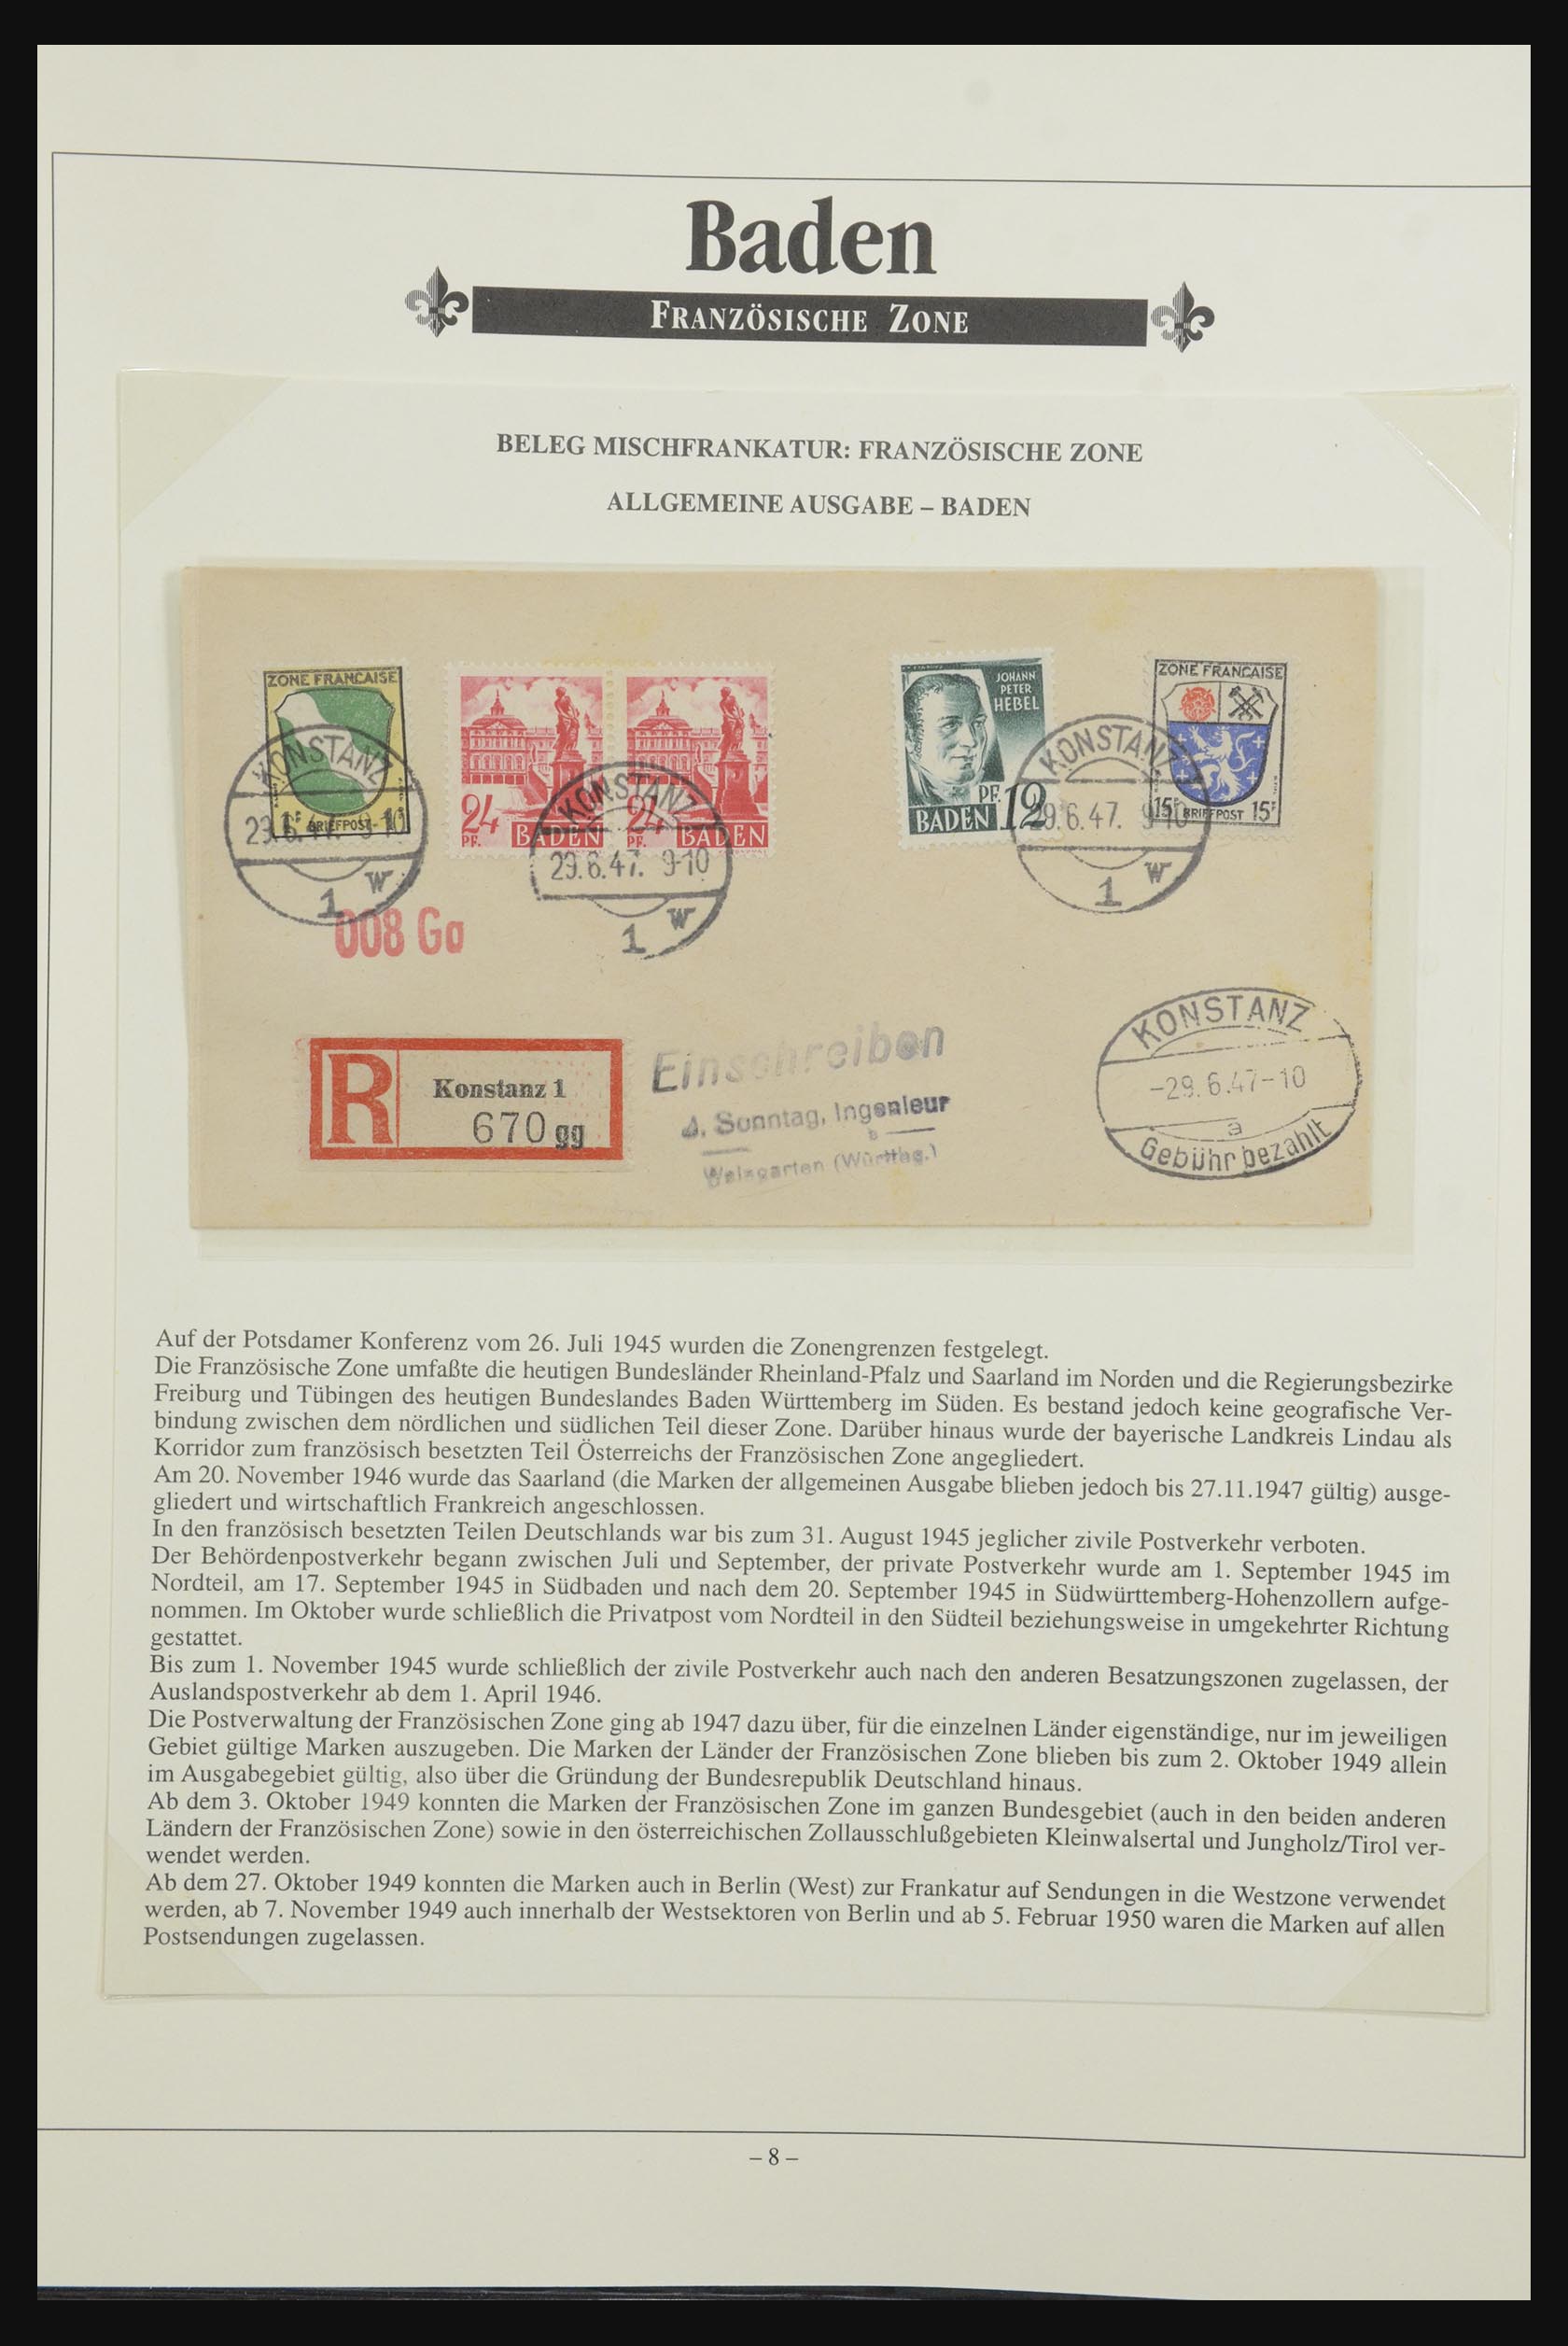 Baden
FRANZÖSISCHE ZONE
BELEG MISCHFRANKATUR: FRANZÖSISCHE ZONE
ALLGEMEINE AUSGABE – BADEN
ZONE FRANÇAISE
BRIEFPOST
KONSTANZ
9-10
1 w
24
PF.
BADEN
24
PF.
BADEN
KONSTANZ
29.6.47. 9-10
1 w
JOHANN
PETER
HEBEL
PF.
BADEN 12
KONSTANZ
29.6.47. 9-10
1 w
ZONE FRANÇAISE
15F BRIEFPOST 15F
008 Ga
R
Konstanz 1
670 gg
Einschreiben
Sonntag, Ingenieur
(Württbg.)
KONSTANZ
-29.6.47-10
a
Gebühr bezahlt
Auf der Potsdamer Konferenz vom 26. Juli 1945 wurden die Zonengrenzen festgelegt.
Die Französische Zone umfaßte die heutigen Bundesländer Rheinland-Pfalz und Saarland im Norden und die Regierungsbezirke
Freiburg und Tübingen des heutigen Bundeslandes Baden Württemberg im Süden. Es bestand jedoch keine geografische Ver-
bindung zwischen dem nördlichen und südlichen Teil dieser Zone. Darüber hinaus wurde der bayerische Landkreis Lindau als
Korridor zum französisch besetzten Teil Österreichs der Französischen Zone angegliedert.
Am 20. November 1946 wurde das Saarland (die Marken der allgemeinen Ausgabe blieben jedoch bis 27.11.1947 gültig) ausge-
gliedert und wirtschaftlich Frankreich angeschlossen.
In den französisch besetzten Teilen Deutschlands war bis zum 31. August 1945 jeglicher zivile Postverkehr verboten.
Der Behördenpostverkehr begann zwischen Juli und September, der private Postverkehr wurde am 1. September 1945 im
Nordteil, am 17. September 1945 in Südbaden und nach dem 20. September 1945 in Südwürttemberg-Hohenzollern aufge-
nommen. Im Oktober wurde schließlich die Privatpost vom Nordteil in den Südteil beziehungsweise in umgekehrter Richtung
gestattet.
Bis zum 1. November 1945 wurde schließlich der zivile Postverkehr auch nach den anderen Besatzungszonen zugelassen, der
Auslandspostverkehr ab dem 1. April 1946.
Die Postverwaltung der Französischen Zone ging ab 1947 dazu über, für die einzelnen Länder eigenständige, nur im jeweiligen
Gebiet gültige Marken auszugeben. Die Marken der Länder der Französischen Zone blieben bis zum 2. Oktober 1949 allein
im Ausgabegebiet gültig, also über die Gründung der Bundesrepublik Deutschland hinaus.
Ab dem 3. Oktober 1949 konnten die Marken der Französischen Zone im ganzen Bundesgebiet (auch in den beiden anderen
Ländern der Französischen Zone) sowie in den österreichischen Zollausschlußgebieten Kleinwalsertal und Jungholz/Tirol ver-
wendet werden.
Ab dem 27. Oktober 1949 konnten die Marken auch in Berlin (West) zur Frankatur auf Sendungen in die Westzone verwendet
werden, ab 7. November 1949 auch innerhalb der Westsektoren von Berlin und ab 5. Februar 1950 waren die Marken auf allen
Postsendungen zugelassen.
– 8 –